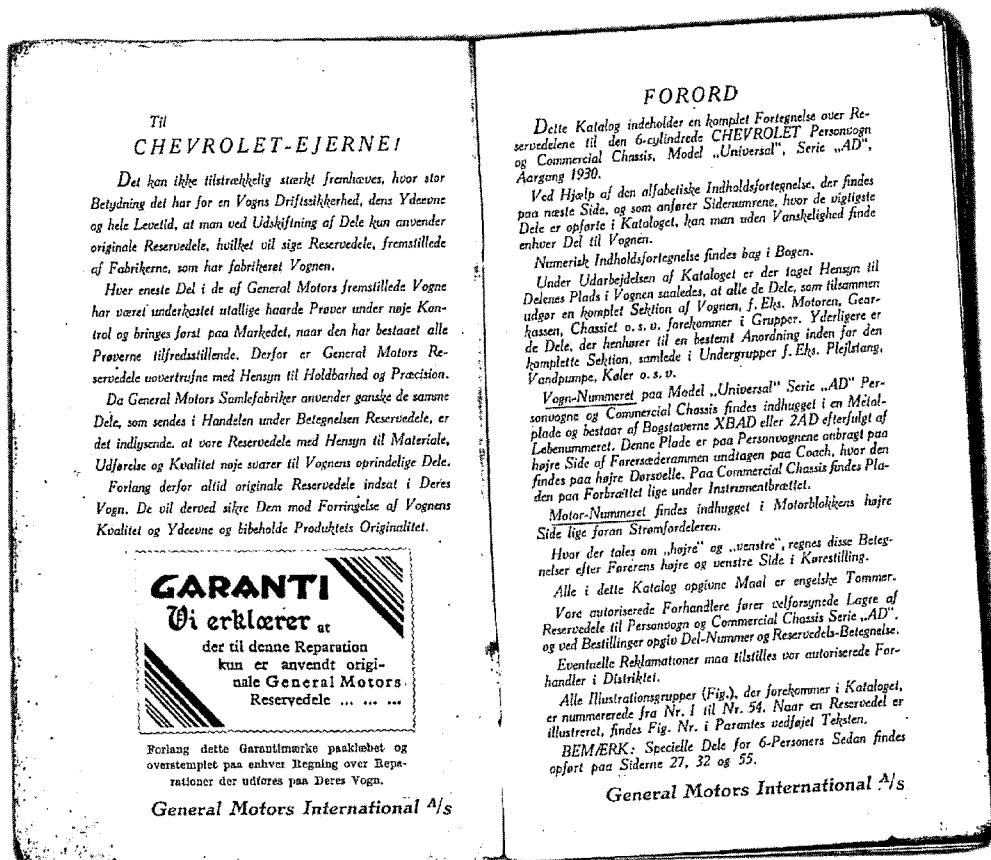 Til
CHEVROLET-EJERNE!
Det kan ikke tilstrækkelig stærkt fremhæves, hvor stor
Betydning det har for en Vogns Driftssikkerhed, dens Ydeevne
og hele Levetid, at man ved Udskiftning af Dele kun anvender
originale Reservedele, hvilket vil sige Reservedele, fremstillede
af Fabrikerne, som har fabrikeret Vognen.
Hver eneste Del i de af General Motors fremstillede Vogne
har været underkastet utallige haarde Prøver under nøje Kon-
trol og bringes først paa Markedet, naar den har bestaaet alle
Prøverne tilfredsstillende. Derfor er General Motors Re-
servedele uovertrufne med Hensyn til Holdbarhed og Præcision.
Da General Motors Samlefabriker anvender ganske de samme
Dele, som sendes i Handelen under Betegnelsen Reservedele, er
det indlysende, at vore Reservedele med Hensyn til Materiale,
Udførelse og Kvalitet nøje svarer til Vognens oprindelige Dele.
Forlang derfor altid originale Reservedele indsat i Deres
Vogn. De vil derved sikre Dem mod Forringelse af Vognens
Kvalitet og Ydeevne og bibeholde Produktets Originalitet.
GARANTI
Vi erklærer at
der til denne Reparation
kun er anvendt origi-
nale General Motors
Reservedele ... ... ...
Forlang dette Garantimærke paaklæbet og
overstemplet paa enhver Regning over Repa-
rationer der udføres paa Deres Vogn.
General Motors International A/s
FORORD
Dette Katalog indeholder en komplet Fortegnelse over Re-
servedelene til den 6-cylindrede CHEVROLET Personvogn
og Commercial Chassis, Model „Universal", Serie „AD",
Aargang 1930.
Ved Hjælp af den alfabetiske Indholdsfortegnelse, der findes
paa næste Side, og som anfører Sidenumrene, hvor de vigtigste
Dele er opførte i Kataloget, kan man uden Vanskelighed finde
enhver Del til Vognen.
Numerisk Indholdsfortegnelse findes bag i Bogen.
Under Udarbejdelsen af Kataloget er der taget Hensyn til
Delenes Plads i Vognen saaledes, at alle de Dele, som tilsammen
udgør en komplet Sektion af Vognen, f. Eks. Motoren, Gear-
kassen, Chassiet o. s. v. forekommer i Grupper. Yderligere er
de Dele, der henhører til en bestemt Anordning inden for den
komplette Sektion, samlede i Undergrupper f. Eks. Plejlstang,
Vandpumpe, Køler o. s. v.
Vogn-Nummeret paa Model „Universal" Serie „AD" Per-
sonvogne og Commercial Chassis findes indhugget i en Metal-
plade og bestaar af Bogstaverne XBAD eller 2AD efterfulgt af
Løbenummeret. Denne Plade er paa Personvognene anbragt paa
højre Side af Førersæderammen undtagen paa Coach, hvor den
findes paa højre Dørsvelle. Paa Commercial Chassis findes Pla-
den paa Forbrættet lige under Instrumentbrættet.
Motor-Nummeret findes indhugget i Motorblokkens højre
Side lige foran Strømfordeleren.
Hvor der tales om „højre" og „venstre", regnes disse Beteg-
nelser efter Førerens højre og venstre Side i Kørestilling.
Alle i dette Katalog opgivne Maal er engelske Tommer.
Vore autoriserede Forhandlere fører velforsynede Lagre af
Reservedele til Personvogn og Commercial Chassis Serie „AD",
og ved Bestillinger opgiv Del-Nummer og Reservedels-Betegnelse.
Eventuelle Reklamationer maa tilstilles vor autoriserede For-
handler i Distriktet.
Alle Illustrationsgrupper (Fig.), der forekommer i Kataloget,
er nummererede fra Nr. 1 til Nr. 54. Naar en Reservedel er
illustreret, findes Fig. Nr. i Parantes vedføjet Teksten.
BEMÆRK: Specielle Dele for 6-Personers Sedan findes
opført paa Siderne 27, 32 og 55.
General Motors International A/s